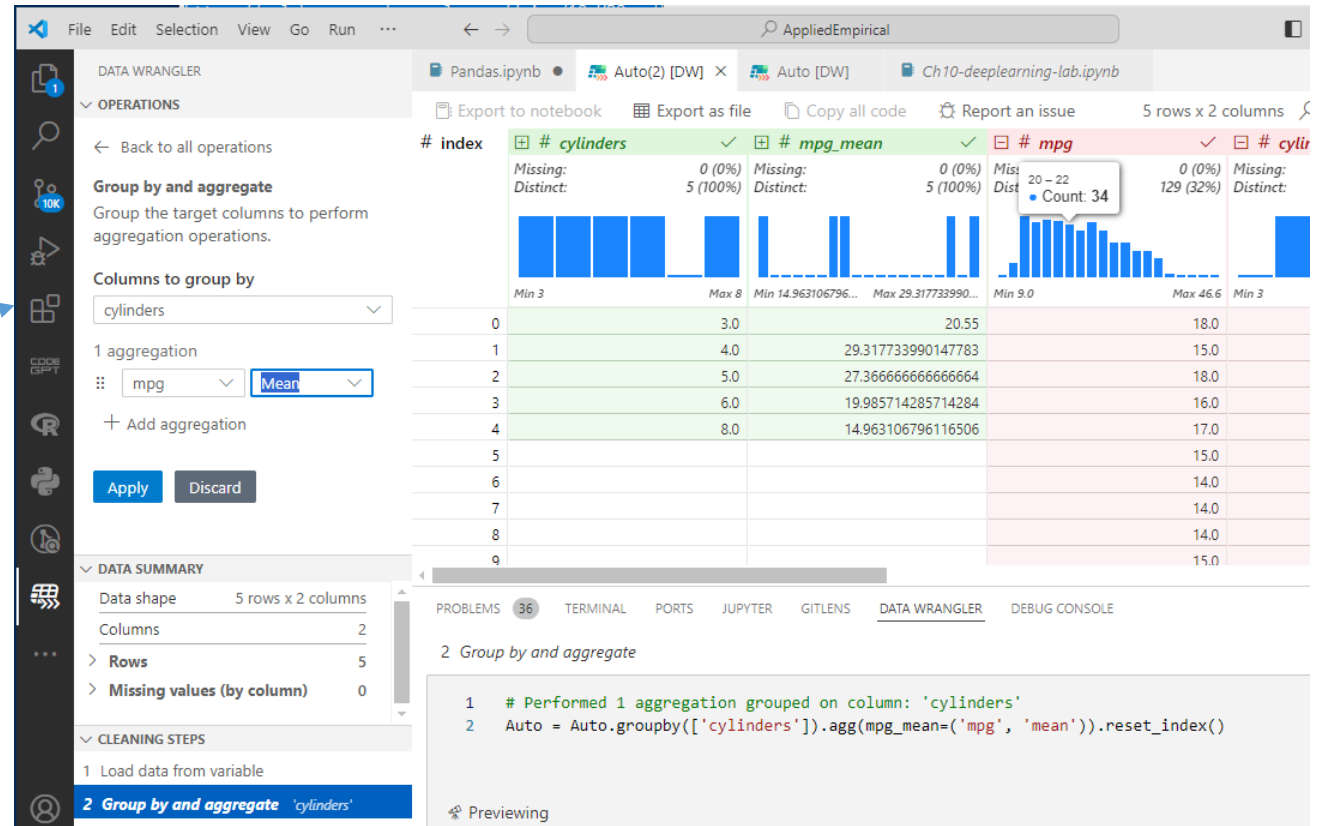 File Edit Selection View Go Run ···
AppliedEmpirical
1
10K
CODE
GPT
DATA WRANGLER
OPERATIONS
Back to all operations
Group by and aggregate
Group the target columns to perform
aggregation operations.
Columns to group by
cylinders
1 aggregation
mpg Mean
+ Add aggregation
Apply Discard
DATA SUMMARY
Data shape 5 rows x 2 columns
Columns 2
Rows 5
Missing values (by column) 0
CLEANING STEPS
1 Load data from variable
2 Group by and aggregate 'cylinders'
Pandas.ipynb Auto(2) [DW] Auto [DW] Ch10-deeplearning-lab.ipynb
Export to notebook Export as file Copy all code Report an issue 5 rows x 2 columns
# index # cylinders # mpg_mean # mpg # cylin
Missing: 0 (0%) Missing: 0 (0%) 0 (0%) Missing:
Distinct: 5 (100%) Distinct: 5 (100%) 129 (32%) Distinct:
20 – 22
Count: 34
Min 3 Max 8 Min 14.963106796... Max 29.317733990... Min 9.0 Max 46.6 Min 3
0 3.0 20.55 18.0
1 4.0 29.317733990147783 15.0
2 5.0 27.366666666666664 18.0
3 6.0 19.985714285714284 16.0
4 8.0 14.963106796116506 17.0
5 15.0
6 14.0
7 14.0
8 14.0
9 15.0
PROBLEMS 36 TERMINAL PORTS JUPYTER GITLENS DATA WRANGLER DEBUG CONSOLE
2 Group by and aggregate
1 # Performed 1 aggregation grouped on column: 'cylinders'
2 Auto = Auto.groupby(['cylinders']).agg(mpg_mean=('mpg', 'mean')).reset_index()
Previewing